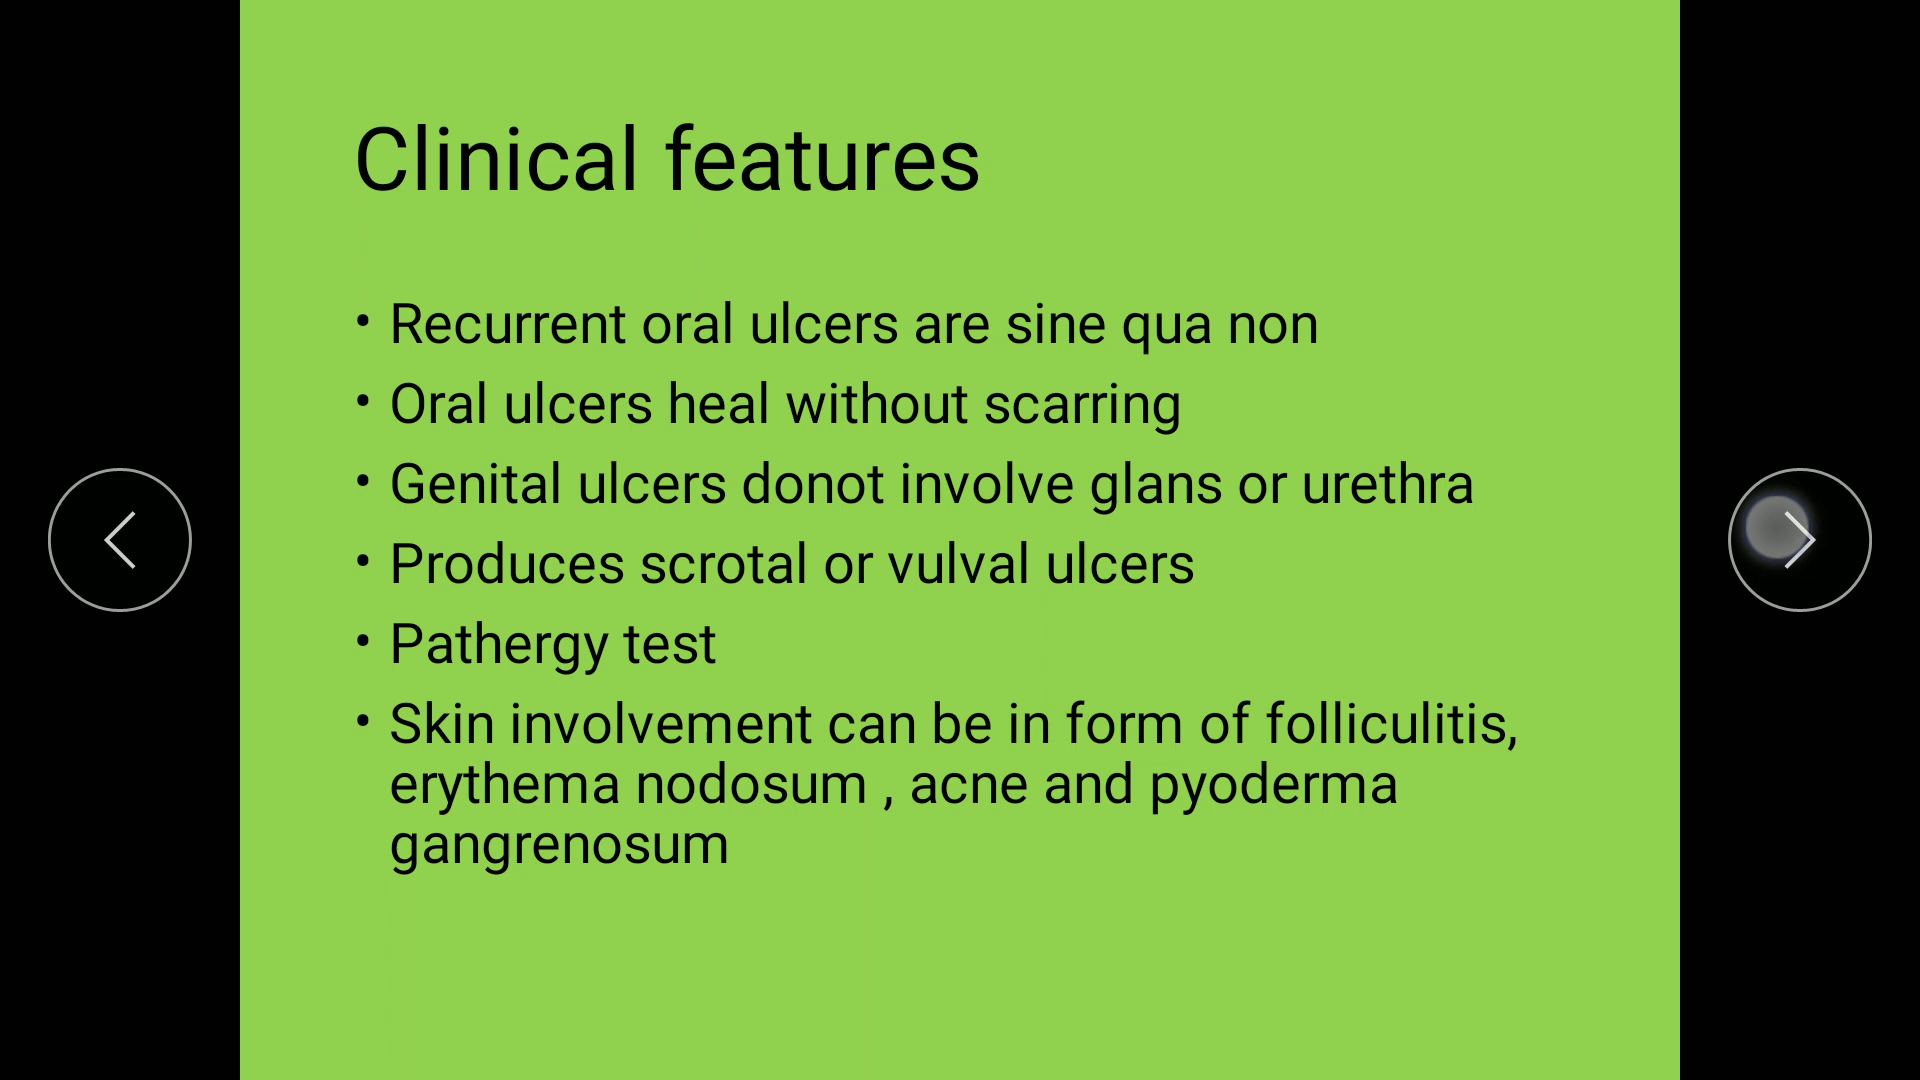 Clinical features
• Recurrent oral ulcers are sine qua non
• Oral ulcers heal without scarring
• Genital ulcers donot involve glans or urethra
• Produces scrotal or vulval ulcers
• Pathergy test
• Skin involvement can be in form of folliculitis,
erythema nodosum , acne and pyoderma
gangrenosum